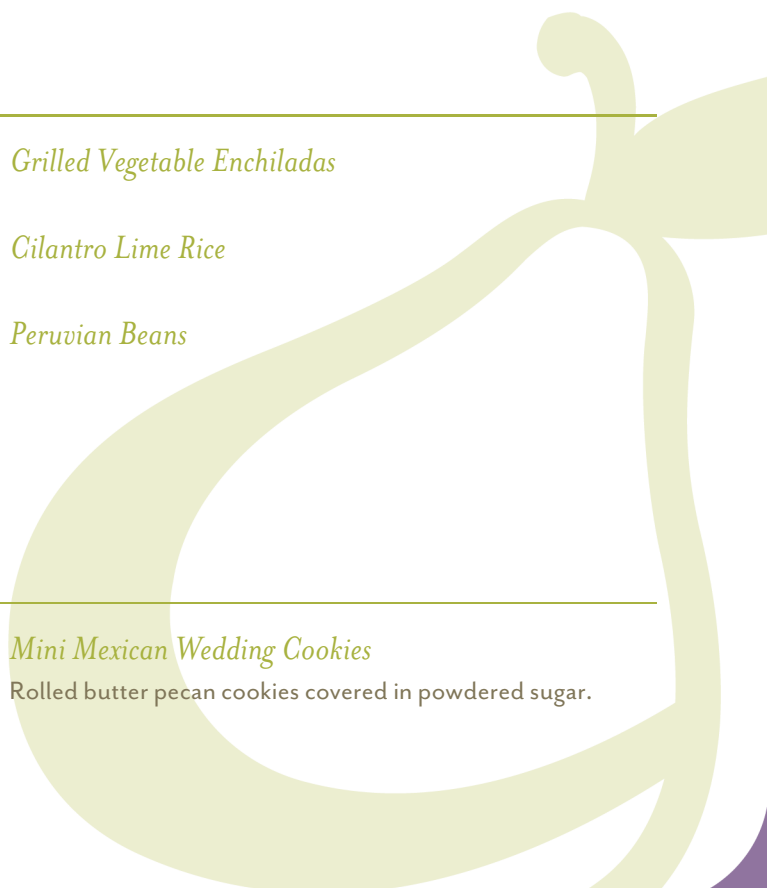 Grilled Vegetable Enchiladas
Cilantro Lime Rice
Peruvian Beans
Mini Mexican Wedding Cookies
Rolled butter pecan cookies covered in powdered sugar.